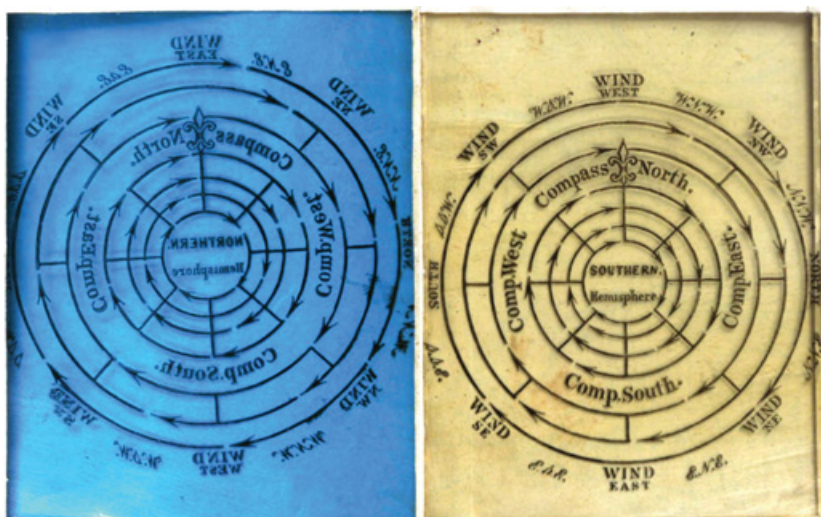 WIND
EAST
E.N.E.
WIND
NE
N.N.E.
NORTH
WIND
NW
W.N.W.
WIND
WEST
W.S.W.
WIND
SE
E.S.E.
Compass
North.
Comp.West.
Comp.South.
Comp.East.
NORTHERN.
Hemisphere
WIND
WEST
W.N.W.
WIND
NW
N.N.W.
NORTH
WIND
NE
E.N.E.
WIND
EAST
E.S.E.
WIND
SE
S.S.E.
SOUTH
S.S.W.
WIND
SW
W.S.W.
Compass North.
Comp.East.
Comp.South.
Comp.West
SOUTHERN.
Hemisphere